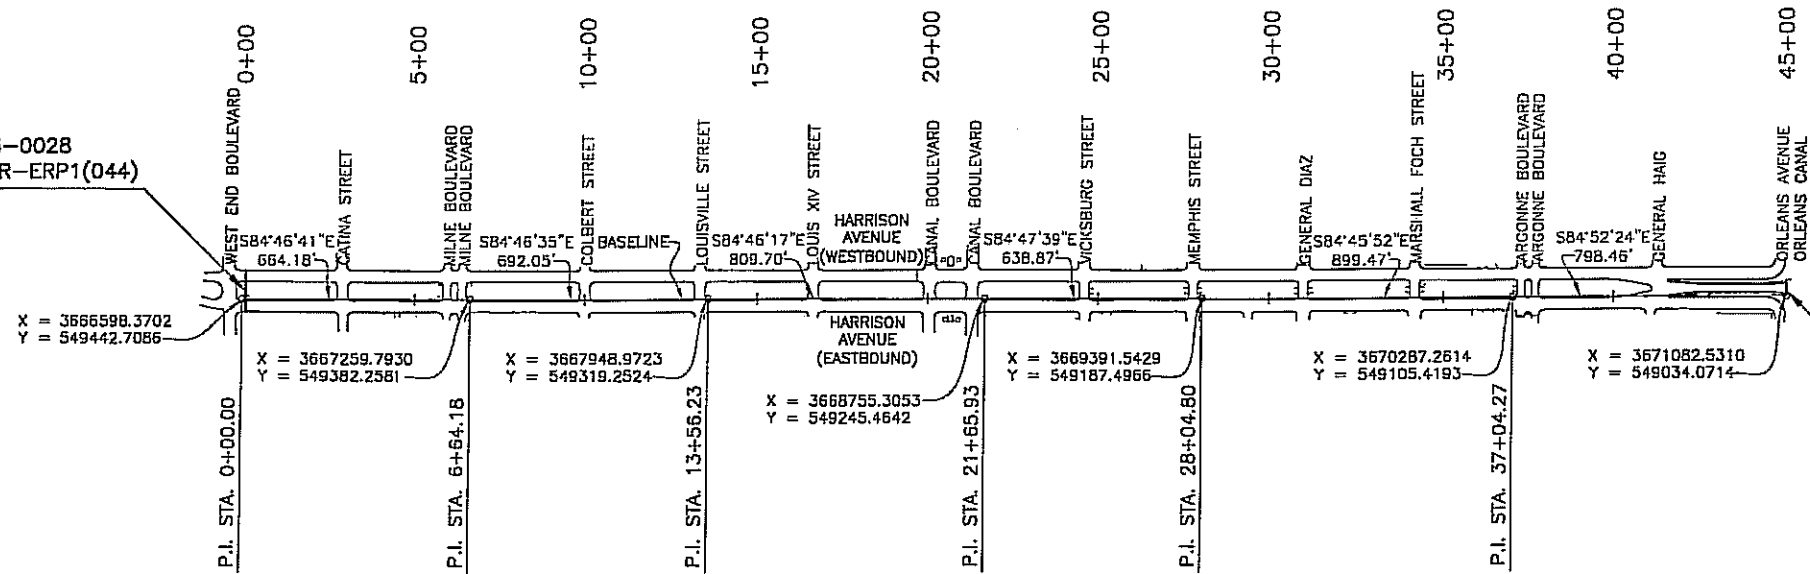 0+00
5+00
10+00
15+00
20+00
25+00
30+00
35+00
40+00
45+00
-0028
R-ERP1(044)
WEST END BOULEVARD
CATINA STREET
MILNE BOULEVARD
MILNE BOULEVARD
COLBERT STREET
LOUISVILLE STREET
LOUIS XIV STREET
CANAL BOULEVARD
CANAL BOULEVARD
VICKSBURG STREET
MEMPHIS STREET
GENERAL DIAZ
MARSHALL FOCH STREET
ARGONNE BOULEVARD
ARGONNE BOULEVARD
GENERAL HAIG
ORLEANS AVENUE
ORLEANS CANAL
S84°46'41"E
664.18'
S84°46'35"E
692.05'
BASELINE
S84°46'17"E
809.70'
HARRISON
AVENUE
(WESTBOUND)
S84°47'39"E
638.87'
S84°45'52"E
899.47'
S84°52'24"E
798.46'
HARRISON
AVENUE
(EASTBOUND)
X = 3666598.3702
Y = 549442.7086
X = 3667259.7930
Y = 549382.2581
X = 3667948.9723
Y = 549319.2524
X = 3668755.3053
Y = 549245.4642
X = 3669391.5429
Y = 549187.4966
X = 3670287.2614
Y = 549105.4193
X = 3671082.5310
Y = 549034.0714
P.I. STA. 0+00.00
P.I. STA. 6+64.18
P.I. STA. 13+56.23
P.I. STA. 21+65.93
P.I. STA. 28+04.80
P.I. STA. 37+04.27